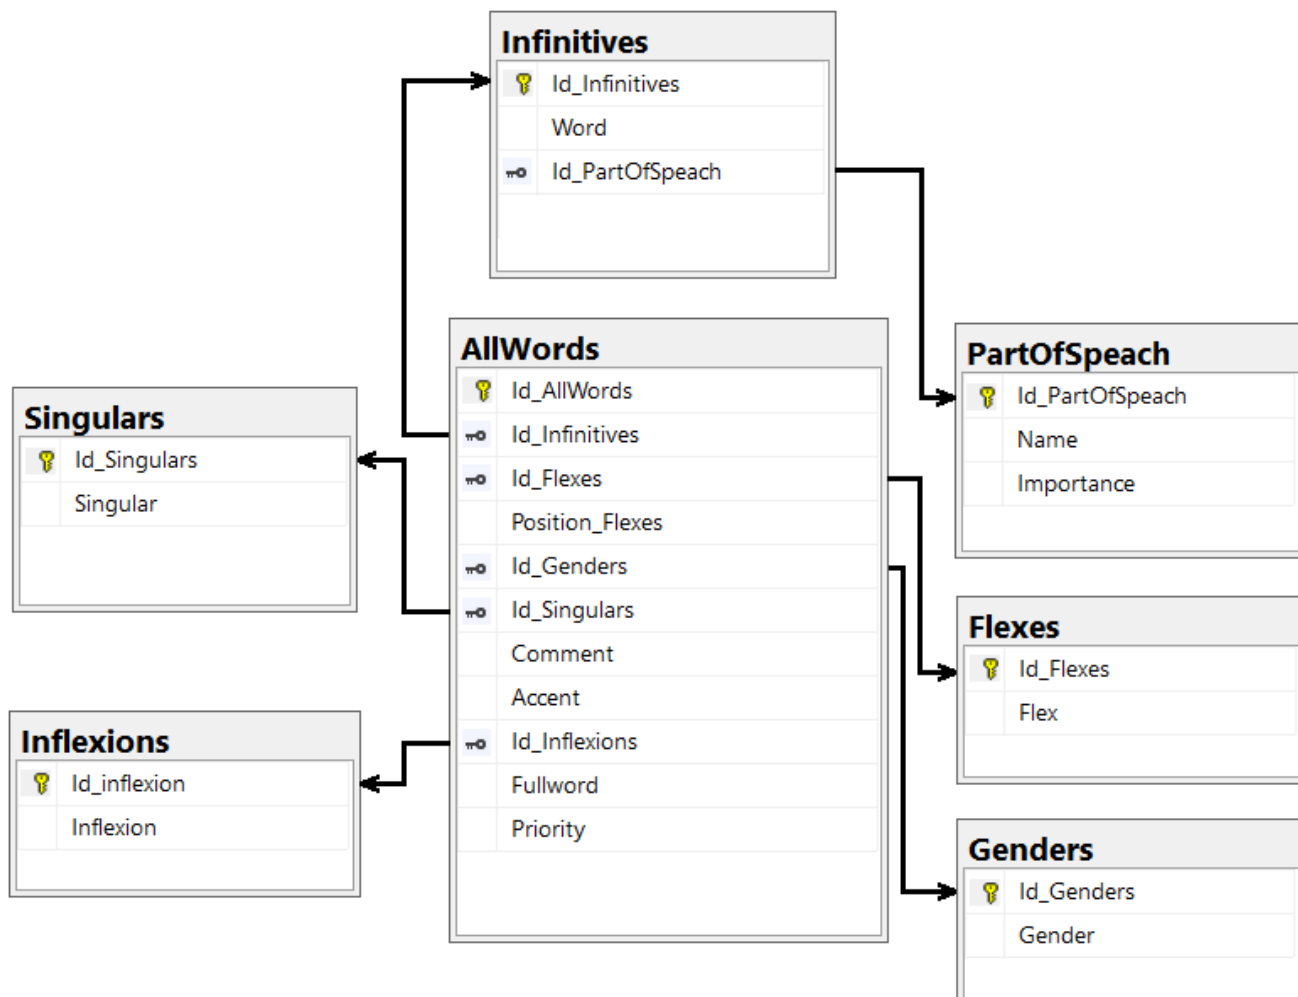 Infinitives
Id_Infinitives
Word
Id_PartOfSpeach
AllWords
Id_AllWords
Id_Infinitives
Id_Flexes
Position_Flexes
Id_Genders
Id_Singulars
Comment
Accent
Id_Inflexions
Fullword
Priority
Singulars
Id_Singulars
Singular
Inflexions
Id_inflexion
Inflexion
PartOfSpeach
Id_PartOfSpeach
Name
Importance
Flexes
Id_Flexes
Flex
Genders
Id_Genders
Gender